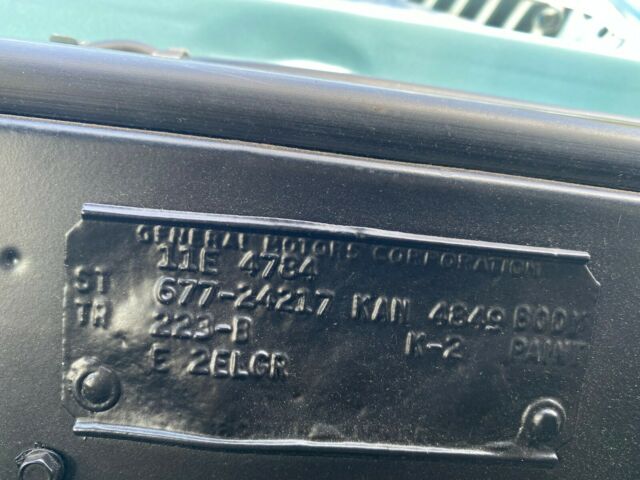 GENERAL MOTORS CORPORATION
11E 4784
ST 677-24217 KAN 4849 BODY
TR 223-B K-2 PAINT
E 2ELGR